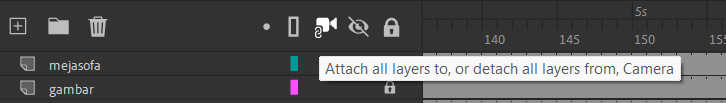 5s
140 145 150 155
mejasofa
Attach all layers to, or detach all layers from, Camera
gambar